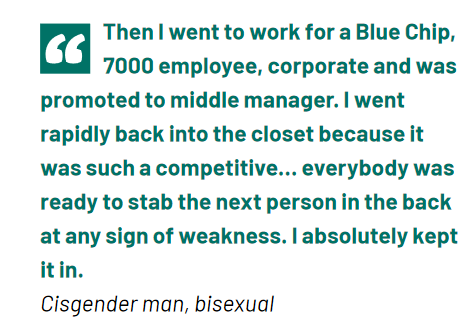 “ Then I went to work for a Blue Chip,
7000 employee, corporate and was
promoted to middle manager. I went
rapidly back into the closet because it
was such a competitive... everybody was
ready to stab the next person in the back
at any sign of weakness. I absolutely kept
it in.
Cisgender man, bisexual